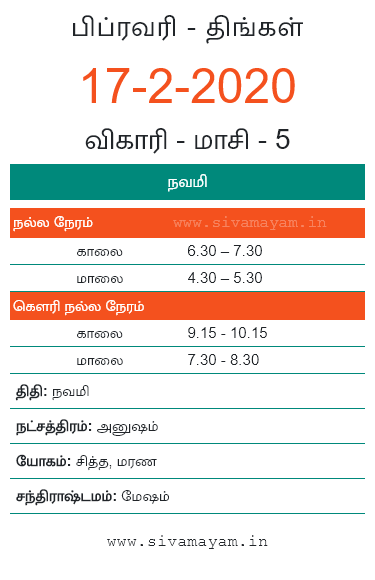 பிப்ரவரி - திங்கள்
17-2-2020
விகாரி - மாசி - 5
நவமி
நல்ல நேரம் www.sivamayam.in
காலை 6.30 – 7.30
மாலை 4.30 – 5.30
கௌரி நல்ல நேரம்
காலை 9.15 - 10.15
மாலை 7.30 - 8.30
திதி: நவமி
நட்சத்திரம்: அனுஷம்
யோகம்: சித்த, மரண
சந்திராஷ்டமம்: மேஷம்
www.sivamayam.in